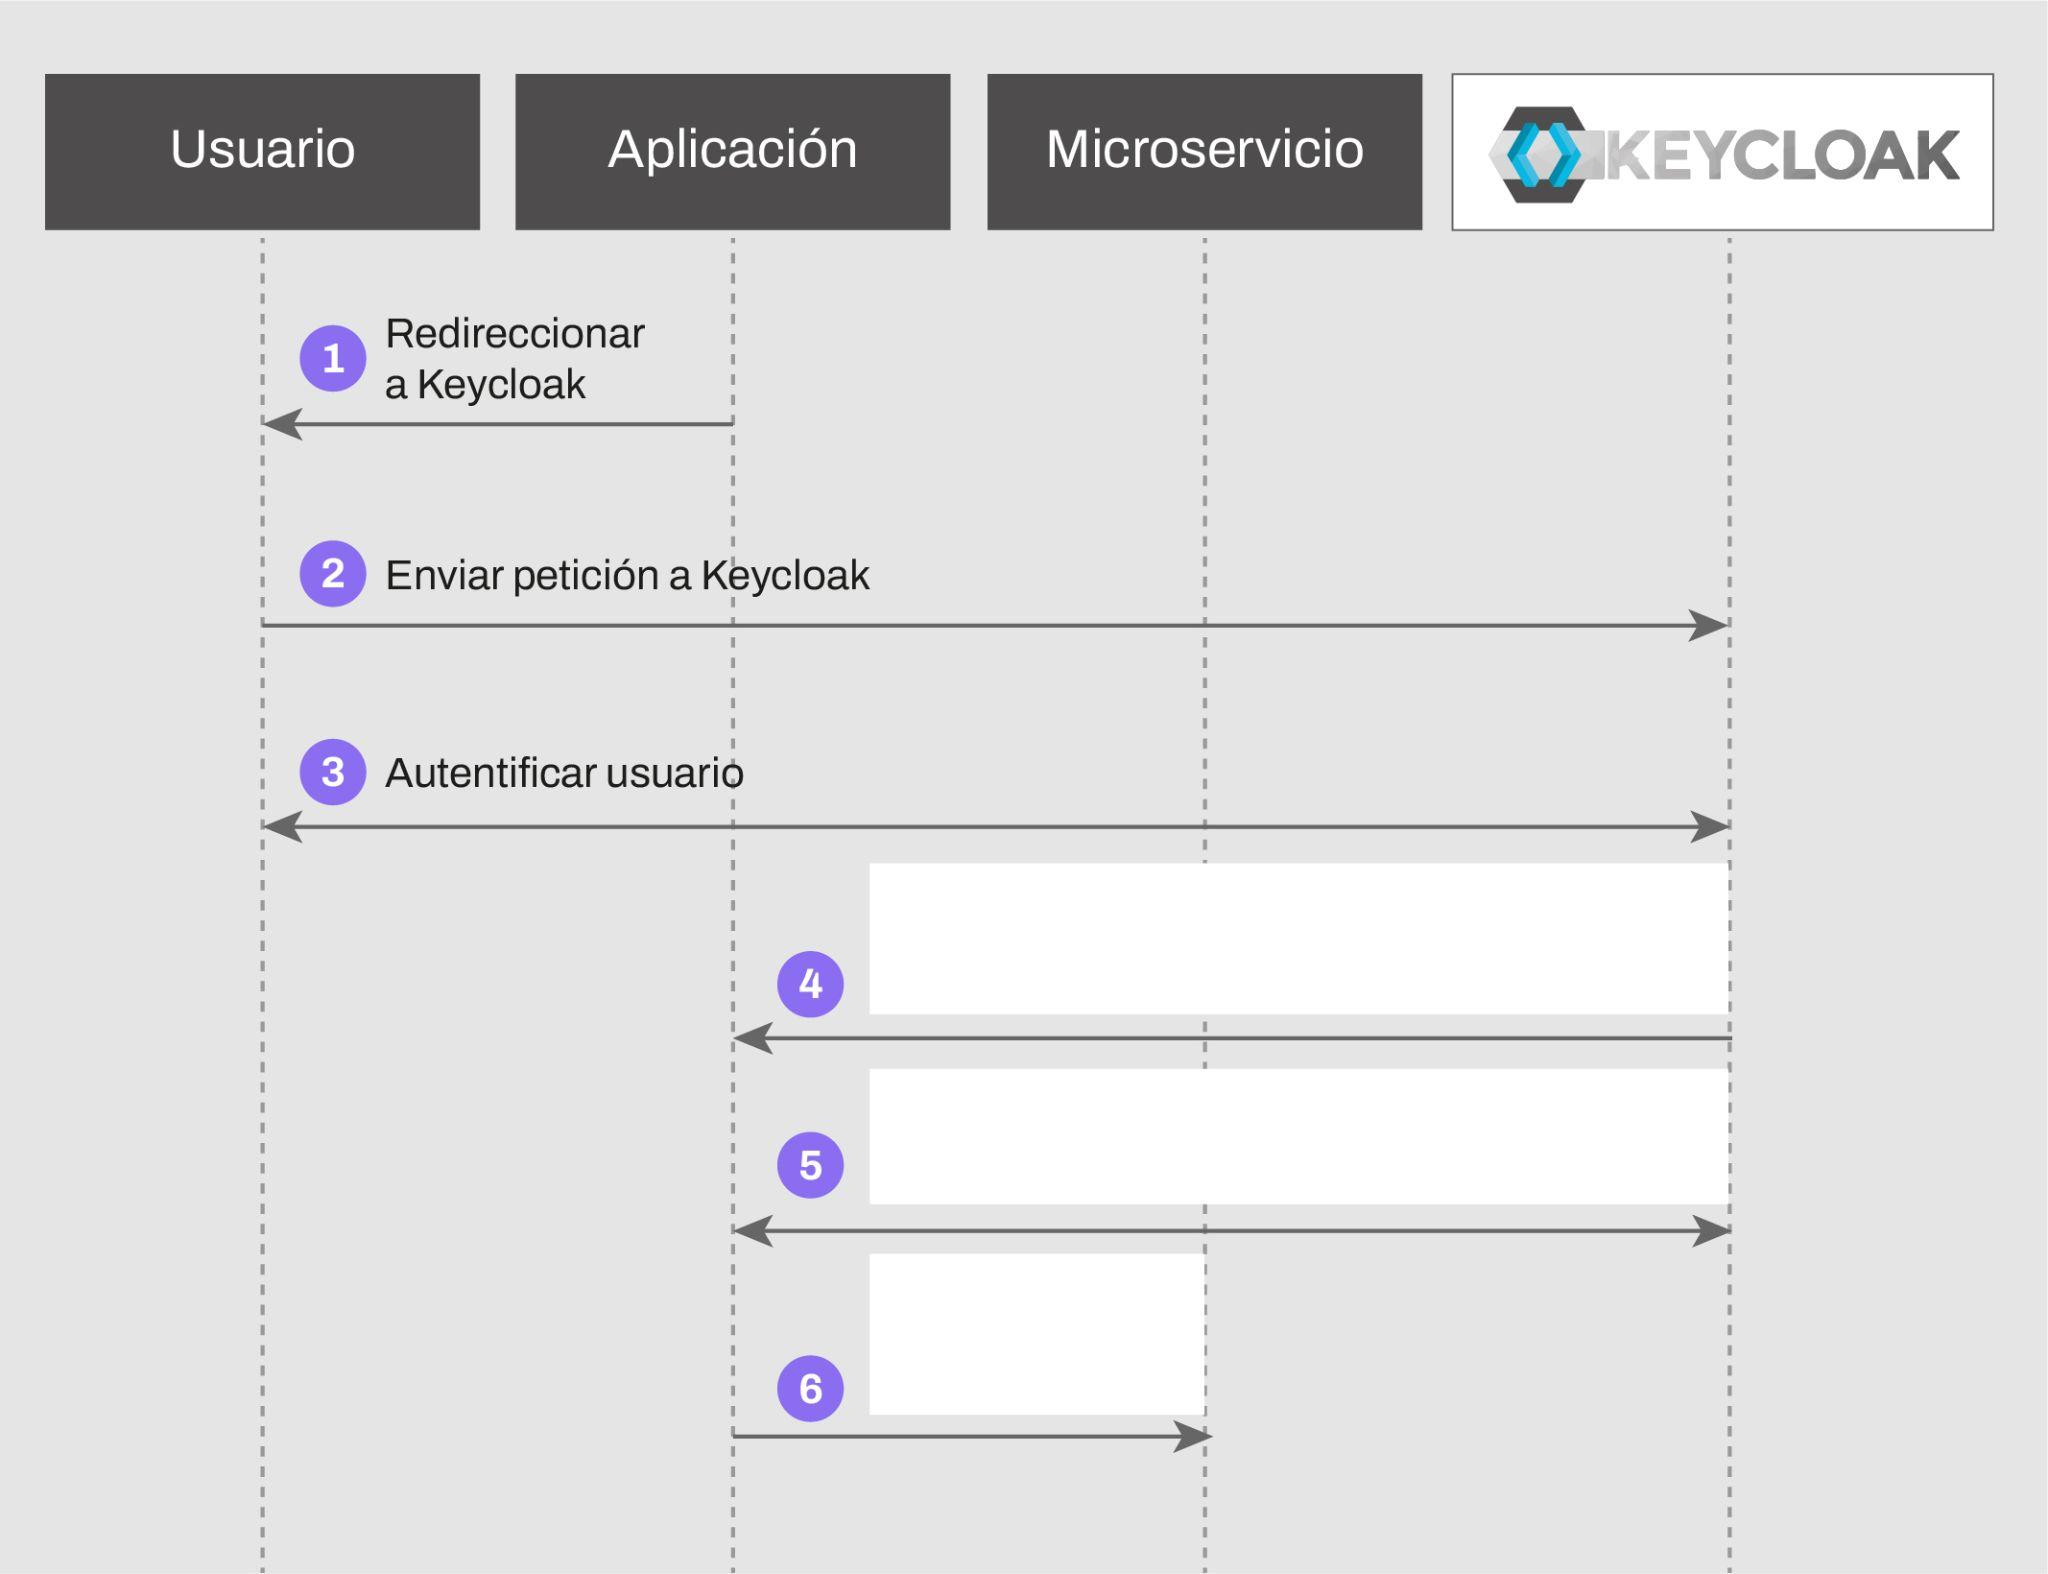 Usuario
Aplicación
Microservicio
KEYCLOAK
1
Redireccionar
a Keycloak
2
Enviar petición a Keycloak
3
Autentificar usuario
4
5
6